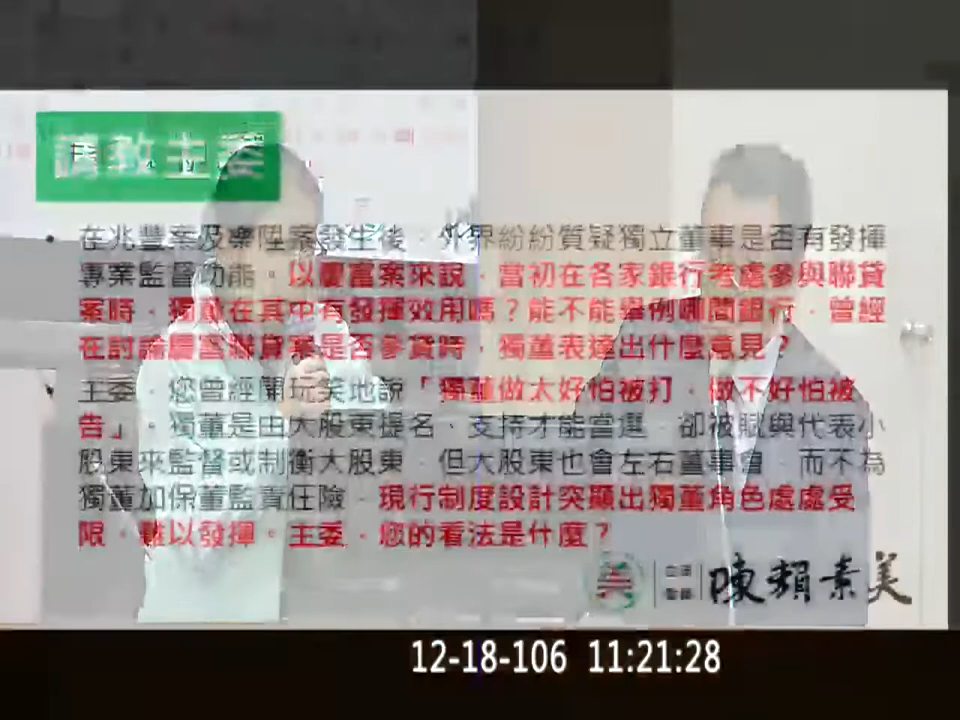 請教主委
• 在兆豐案及樂陞案發生後,外界紛紛質疑獨立董事是否有發揮
專業監督功能。以慶富案來說,當初在各家銀行考慮參與聯貸
案時,獨董在其中有發揮效用嗎?能不能舉例哪間銀行,曾經
在討論慶富聯貸案是否參貸時,獨董表達出什麼意見?
• 主委,您曾經開玩笑地說「獨董做太好怕被打,做不好怕被
告」。獨董是由大股東提名、支持才能當選,卻被賦與代表小
股東來監督或制衡大股東,但大股東也會左右董事會,而不為
獨董加保董監責任險,現行制度設計突顯出獨董角色處處受
限,難以發揮。主委,您的看法是什麼?
美 立法委員 陳賴素美
12-18-106 11:21:28